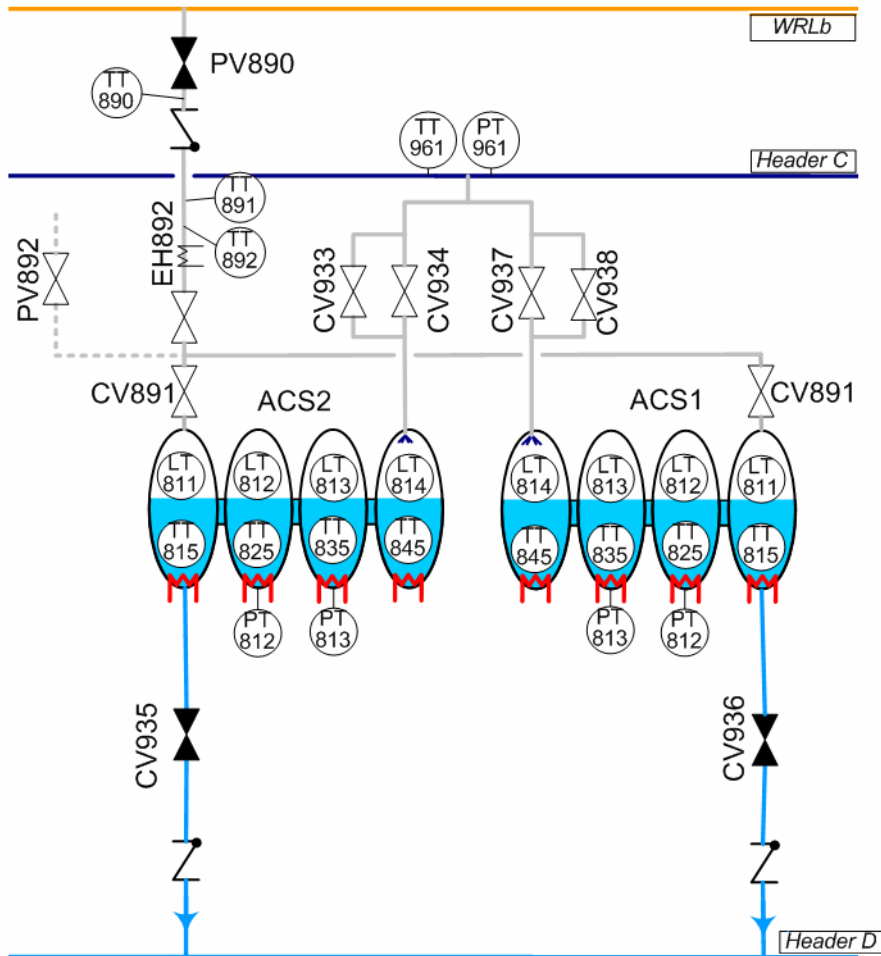 WRLb
PV890
TT
890
TT
961
PT
961
Header C
TT
891
EH892
TT
892
PV892
CV933
CV934
CV937
CV938
CV891
ACS2
ACS1
CV891
LT
811
LT
812
LT
813
LT
814
LT
814
LT
813
LT
812
LT
811
TT
815
TT
825
TT
835
TT
845
TT
845
TT
835
TT
825
TT
815
PT
812
PT
813
PT
813
PT
812
CV935
CV936
Header D